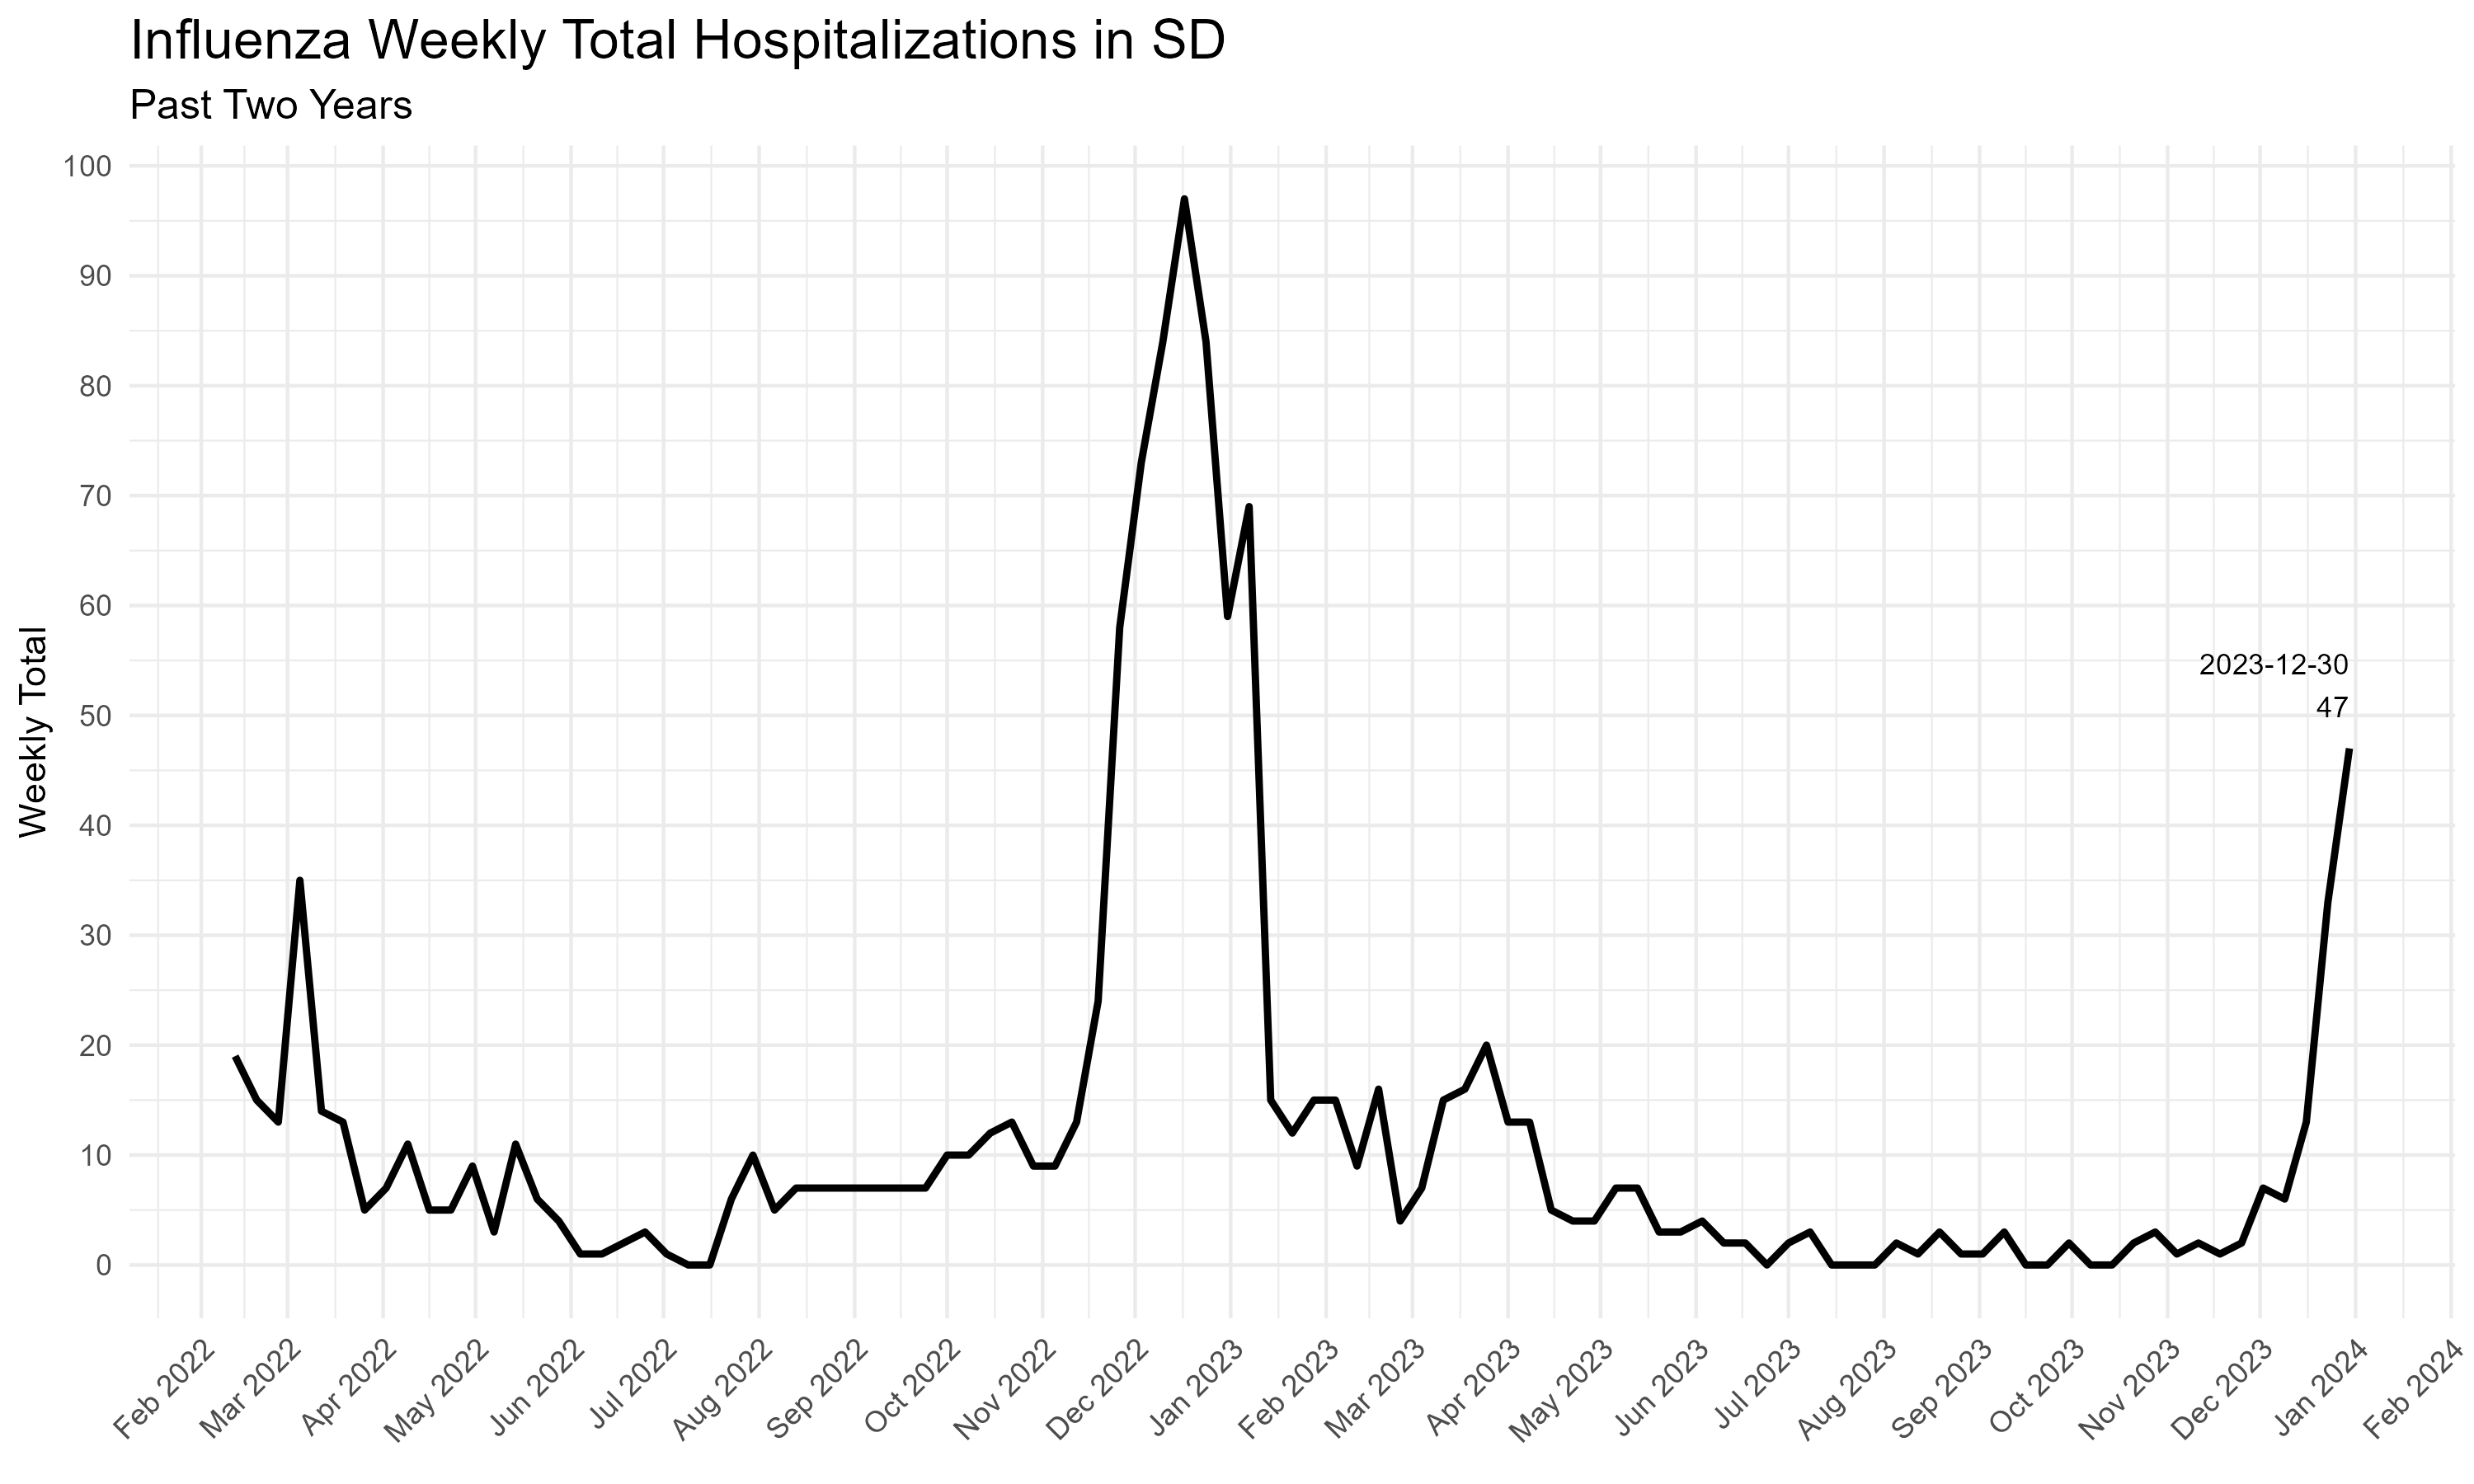 Influenza Weekly Total Hospitalizations in SD
Past Two Years
Weekly Total
100
90
80
70
60
50
40
30
20
10
0
2023-12-30
47
Feb 2022
Mar 2022
Apr 2022
May 2022
Jun 2022
Jul 2022
Aug 2022
Sep 2022
Oct 2022
Nov 2022
Dec 2022
Jan 2023
Feb 2023
Mar 2023
Apr 2023
May 2023
Jun 2023
Jul 2023
Aug 2023
Sep 2023
Oct 2023
Nov 2023
Dec 2023
Jan 2024
Feb 2024